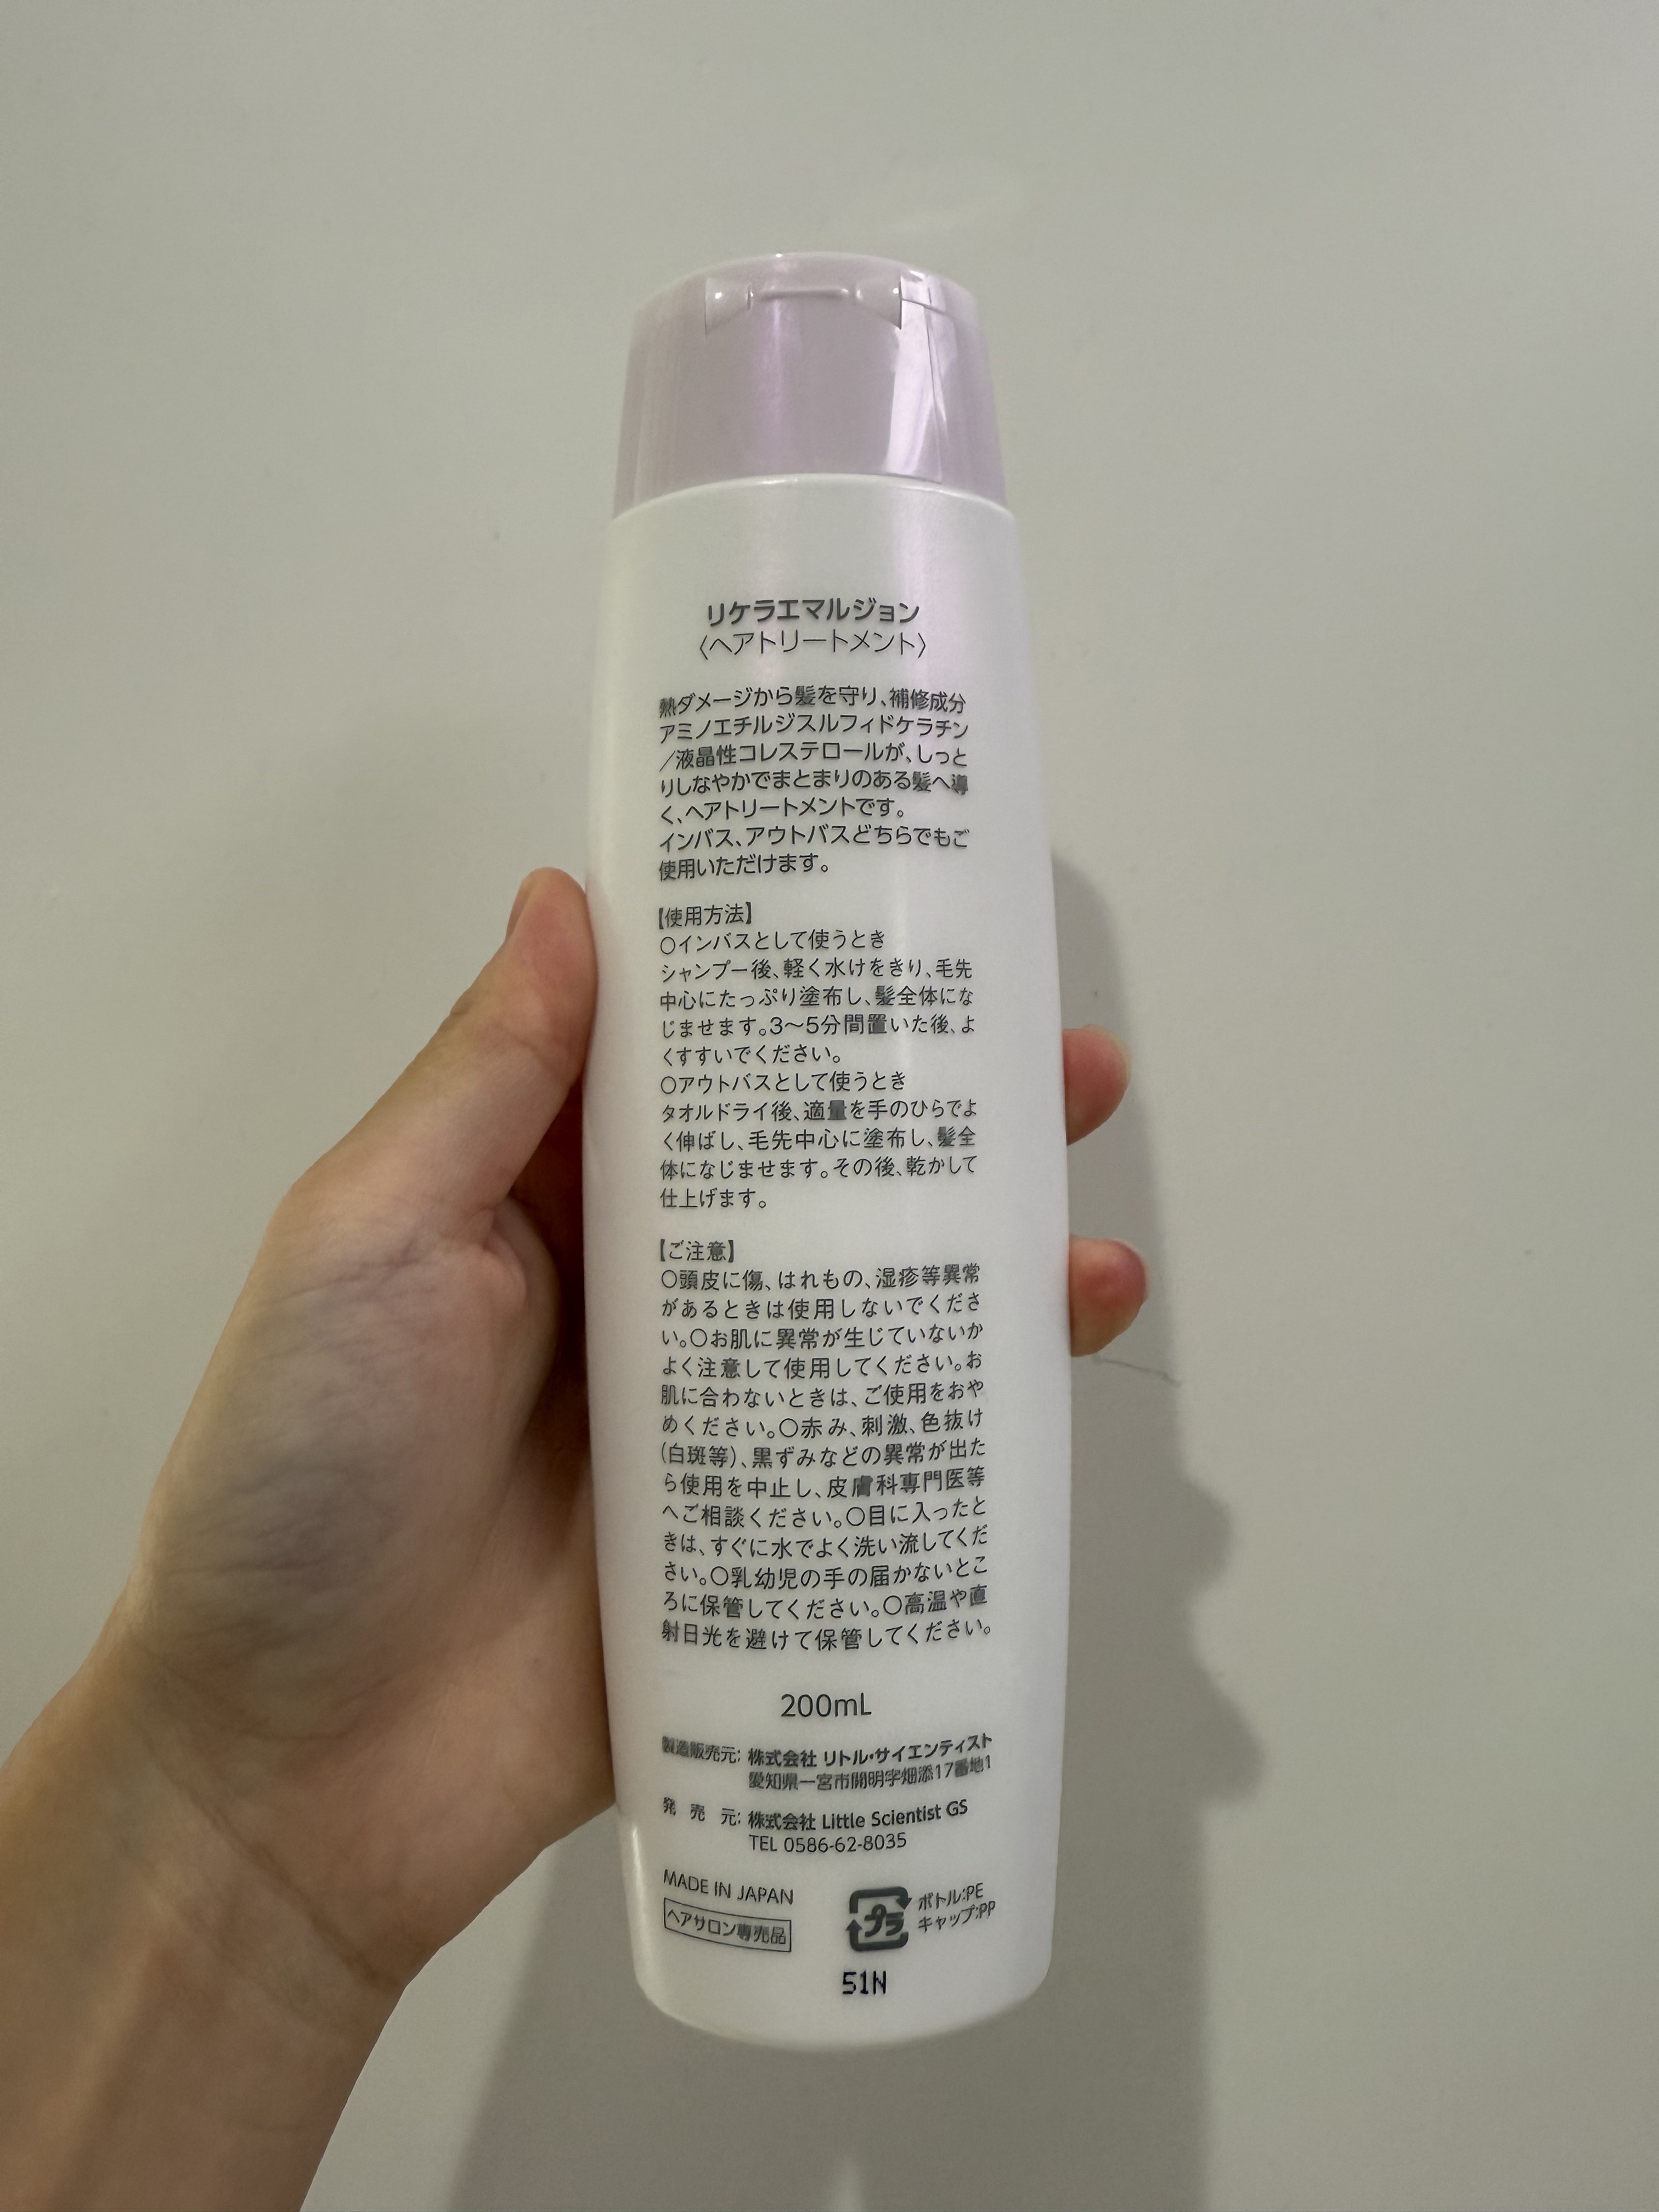 リケラエマルジョン
〈ヘアトリートメント〉
熱ダメージから髪を守り、補修成分
アミノエチルジスルフィドケラチン
/液晶性コレステロールが、しっと
りしなやかでまとまりのある髪へ導
く、ヘアトリートメントです。
インバス、アウトバスどちらでもご
使用いただけます。
【使用方法】
○インバスとして使うとき
シャンプー後、軽く水けをきり、毛先
中心にたっぷり塗布し、髪全体にな
じませます。3〜5分間置いた後、よ
くすすいでください。
○アウトバスとして使うとき
タオルドライ後、適量を手のひらでよ
く伸ばし、毛先中心に塗布し、髪全
体になじませます。その後、乾かして
仕上げます。
【ご注意】
○頭皮に傷、はれもの、湿疹等異常
があるときは使用しないでくださ
い。○お肌に異常が生じていないか
よく注意して使用してください。お
肌に合わないときは、ご使用をおや
めください。○赤み、刺激、色抜け
(白斑等)、黒ずみなどの異常が出た
ら使用を中止し、皮膚科専門医等
へご相談ください。○目に入ったと
きは、すぐに水でよく洗い流してくだ
さい。○乳幼児の手の届かないとこ
ろに保管してください。○高温や直
射日光を避けて保管してください。
200mL
製造販売元: 株式会社 リトル・サイエンティスト
愛知県一宮市開明字畑添17番地1
発売元: 株式会社 Little Scientist GS
TEL 0586-62-8035
MADE IN JAPAN
ヘアサロン専売品
プラ
ボトル:PE
キャップ:PP
51N